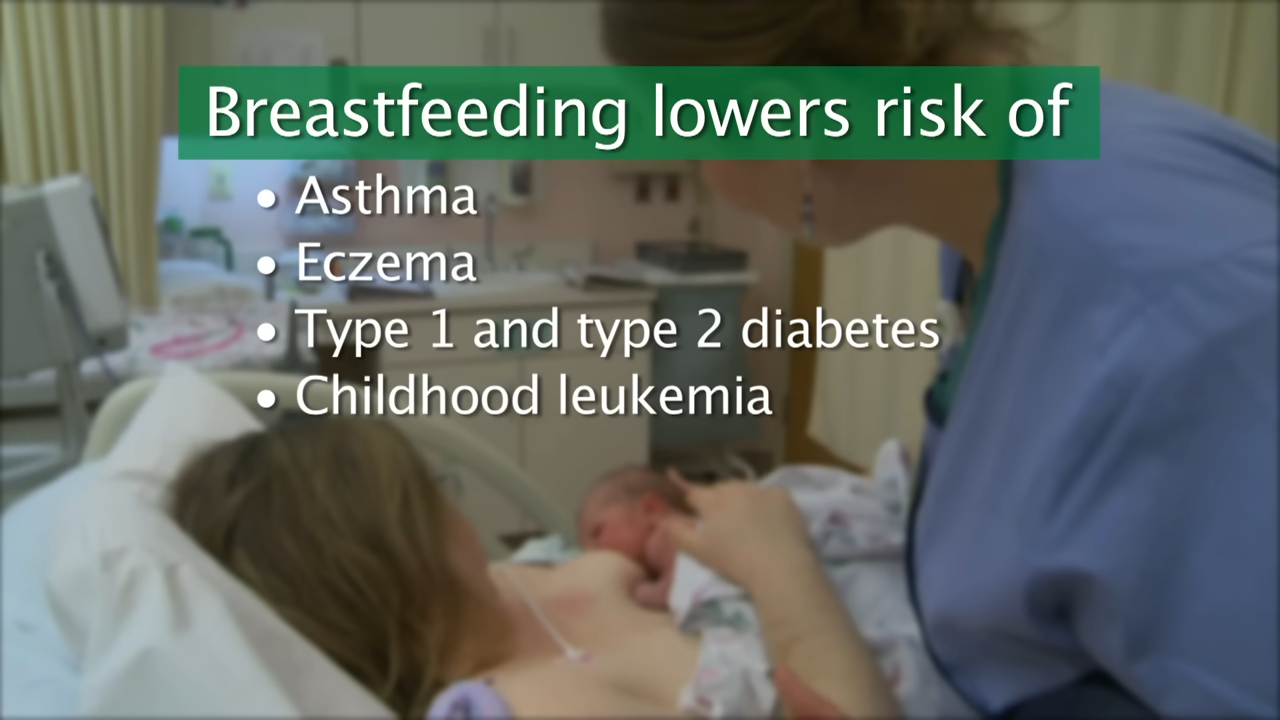 Breastfeeding lowers risk of
• Asthma
• Eczema
• Type 1 and type 2 diabetes
• Childhood leukemia